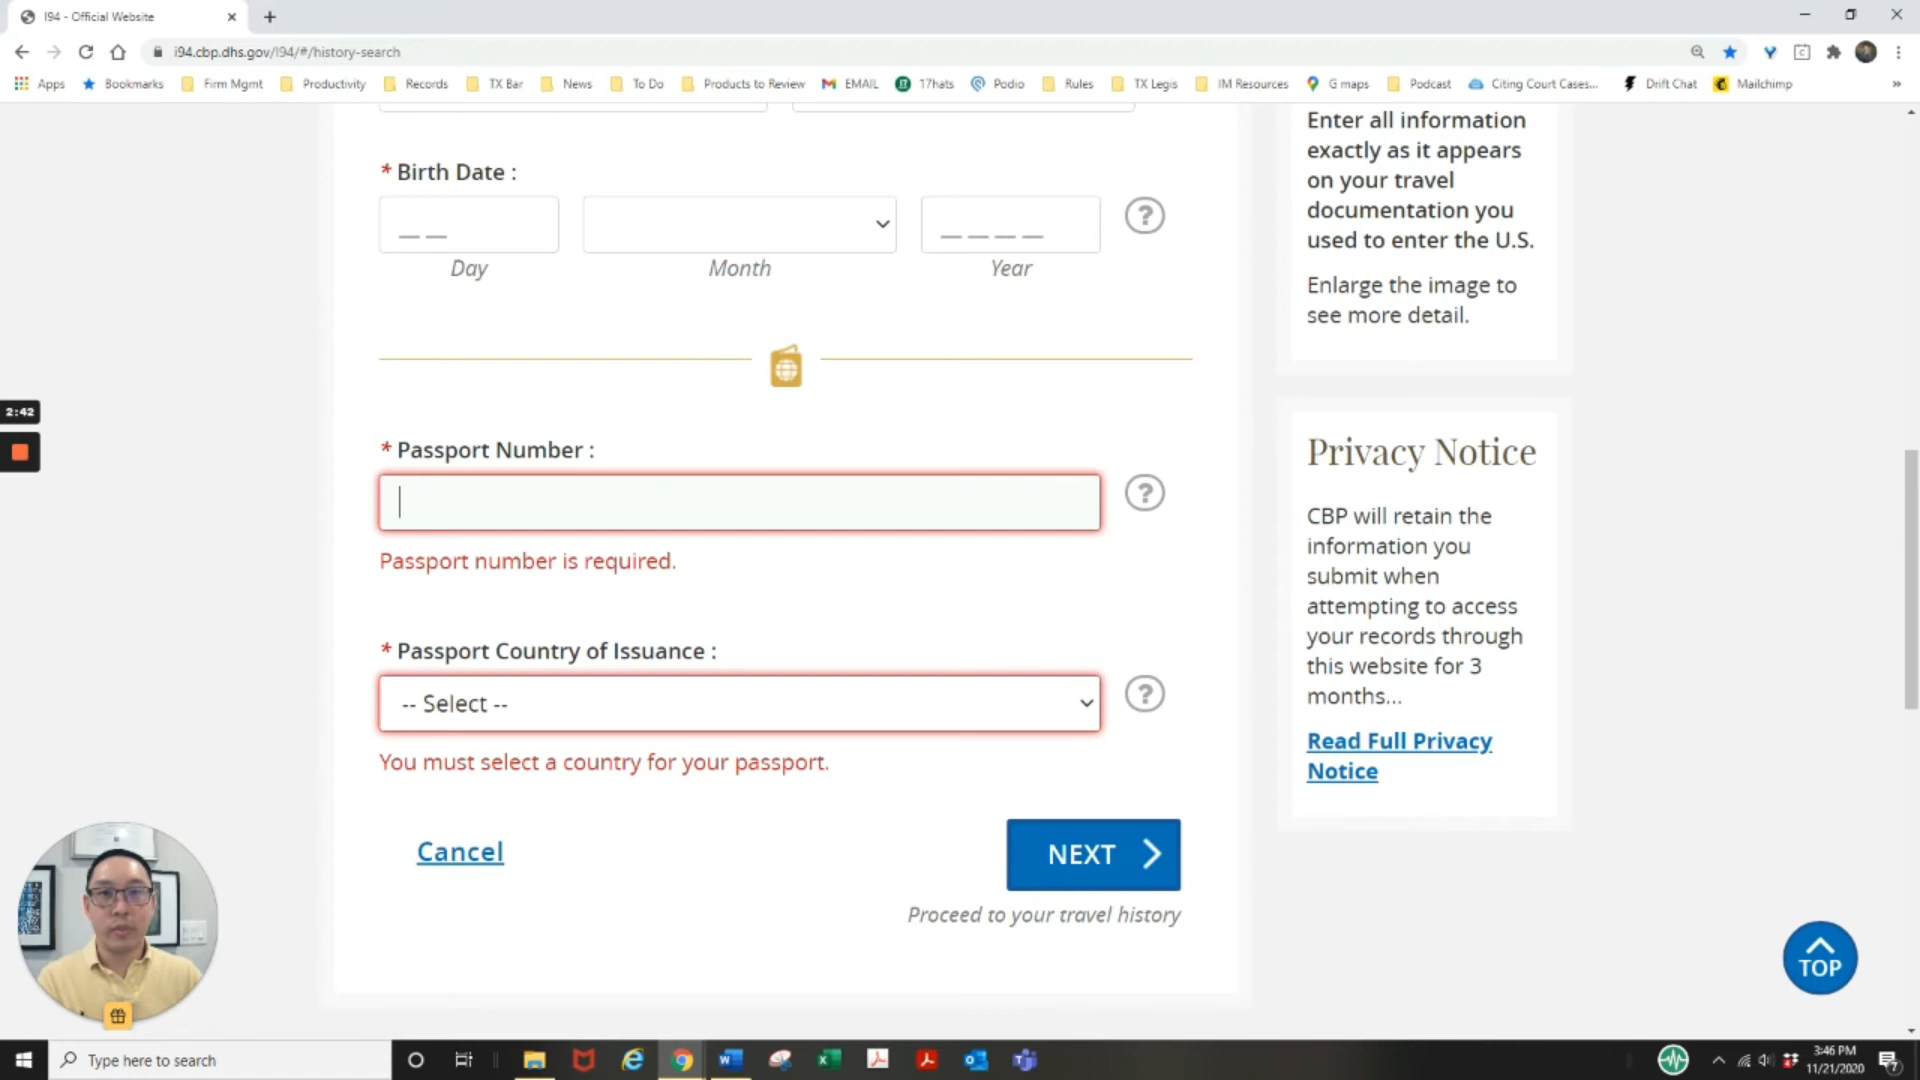 I94 - Official Website
i94.cbp.dhs.gov/I94/#/history-search
Apps Bookmarks Firm Mgmt Productivity Records TX Bar News To Do Products to Review EMAIL 17hats Podio Rules TX Legis IM Resources G maps Podcast Citing Court Cases... Drift Chat Mailchimp »
* Birth Date :
__ __ __ __ __ __
Day Month Year
* Passport Number :
Passport number is required.
* Passport Country of Issuance :
-- Select --
You must select a country for your passport.
Cancel
NEXT
Proceed to your travel history
Enter all information
exactly as it appears
on your travel
documentation you
used to enter the U.S.
Enlarge the image to
see more detail.
Privacy Notice
CBP will retain the
information you
submit when
attempting to access
your records through
this website for 3
months...
Read Full Privacy
Notice
TOP
2:42
Type here to search
3:46 PM
11/21/2020